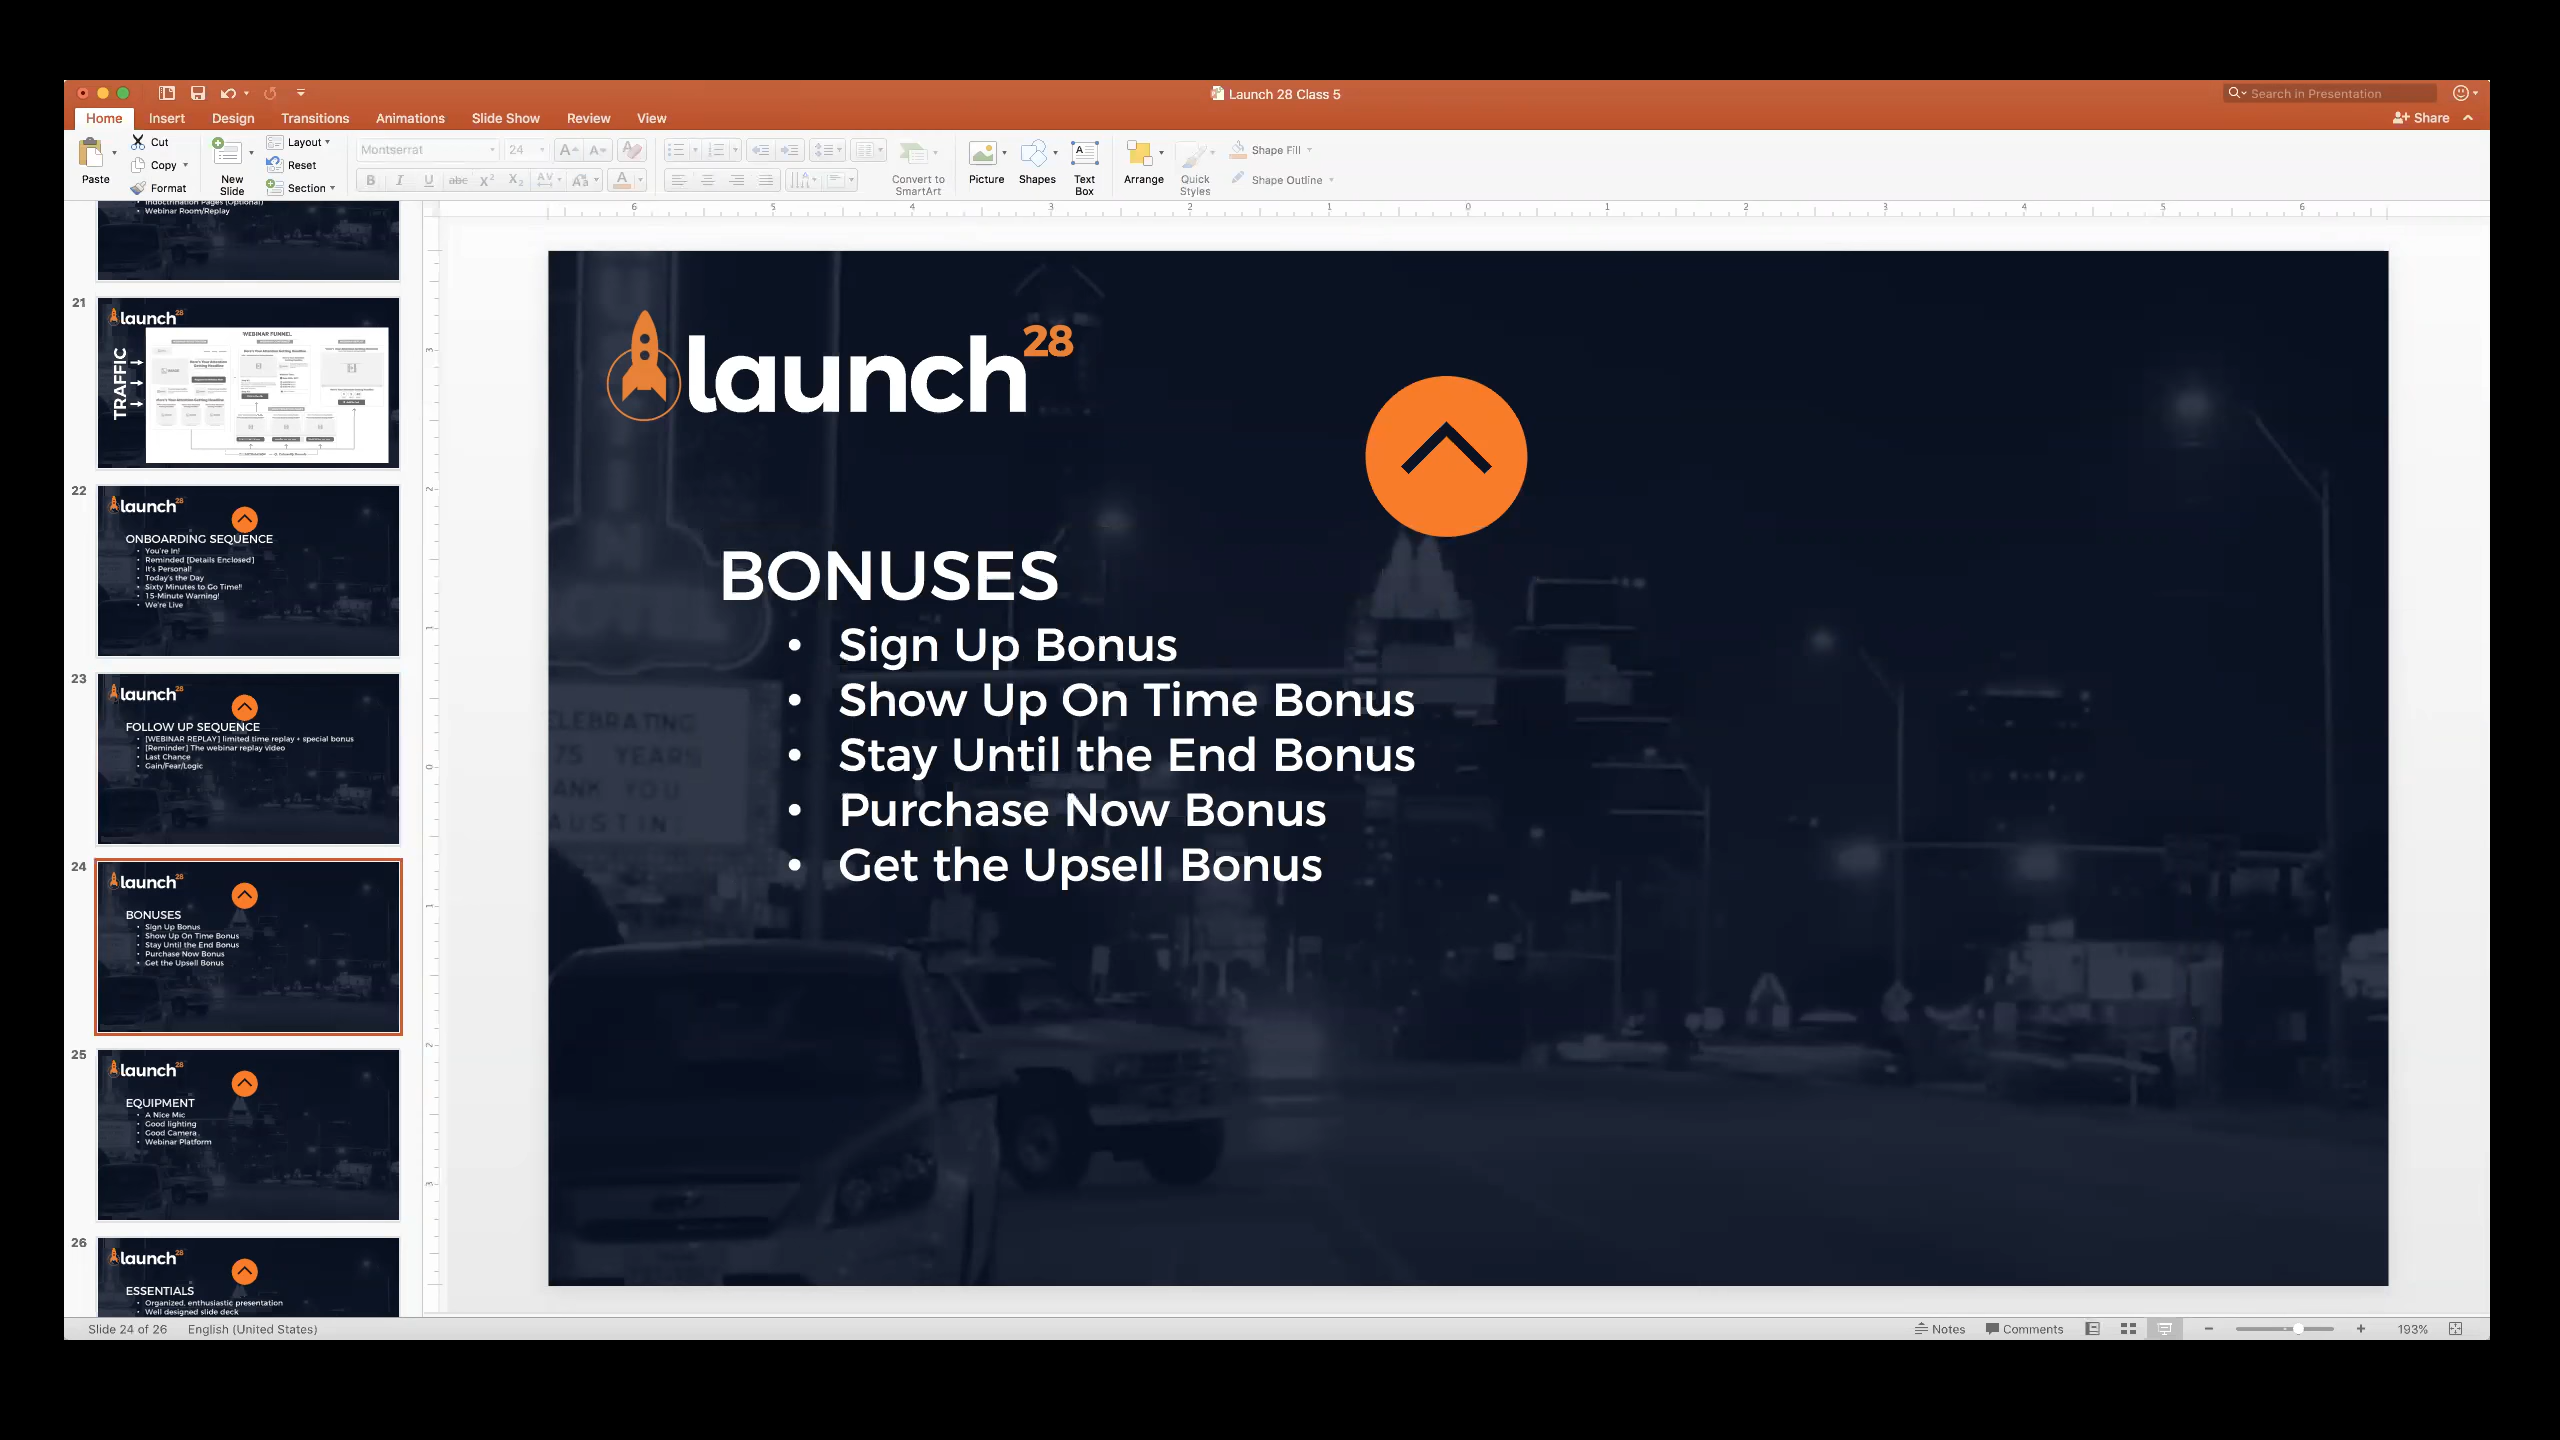 Launch 28 Class 5
Search in Presentation
Home Insert Design Transitions Animations Slide Show Review View
Share
Paste
Cut
Copy
Format
New Slide
Layout
Reset
Section
Montserrat 24
Convert to SmartArt
Picture
Shapes
Text Box
Arrange
Quick Styles
Shape Fill
Shape Outline
Indoctrination Pages (Optional)
Webinar Room/Replay
21
launch28
TRAFFIC
WEBINAR FUNNEL
22
launch28
ONBOARDING SEQUENCE
• You're In!
• Reminded [Details Enclosed]
• It's Personal!
• Today's the Day
• Sixty Minutes to Go Time!!
• 15-Minute Warning!
• We're Live
23
launch28
FOLLOW UP SEQUENCE
• [WEBINAR REPLAY] limited time replay + special bonus
• [Reminder] The webinar replay video
• Last Chance
• Gain/Fear/Logic
24
launch28
BONUSES
• Sign Up Bonus
• Show Up On Time Bonus
• Stay Until the End Bonus
• Purchase Now Bonus
• Get the Upsell Bonus
25
launch28
EQUIPMENT
• A Nice Mic
• Good lighting
• Good Camera
• Webinar Platform
26
launch28
ESSENTIALS
• Organized, enthusiastic presentation
• Well designed slide deck
launch28
BONUSES
• Sign Up Bonus
• Show Up On Time Bonus
• Stay Until the End Bonus
• Purchase Now Bonus
• Get the Upsell Bonus
75 YEARS
AUSTIN
Slide 24 of 26 English (United States)
Notes Comments 193%